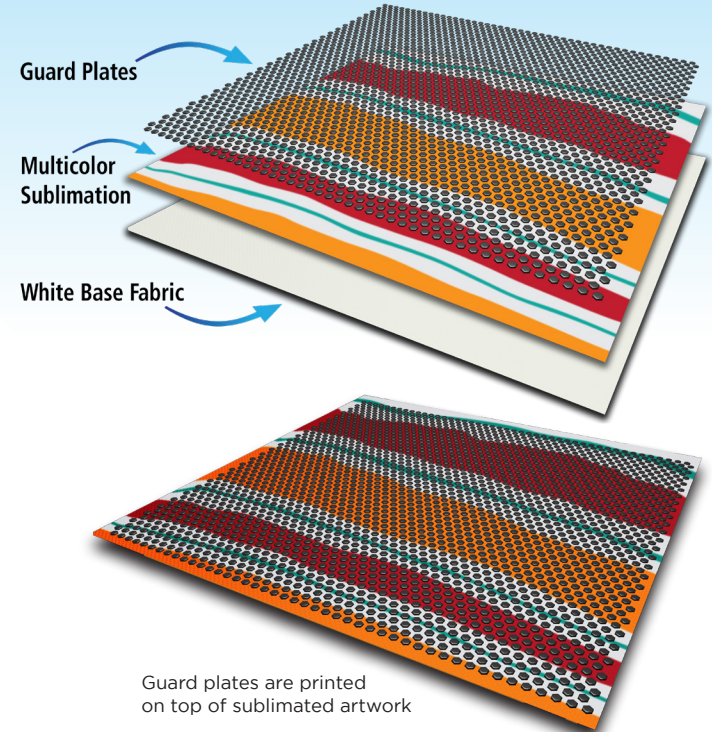 Guard Plates
Multicolor
Sublimation
White Base Fabric
Guard plates are printed
on top of sublimated artwork